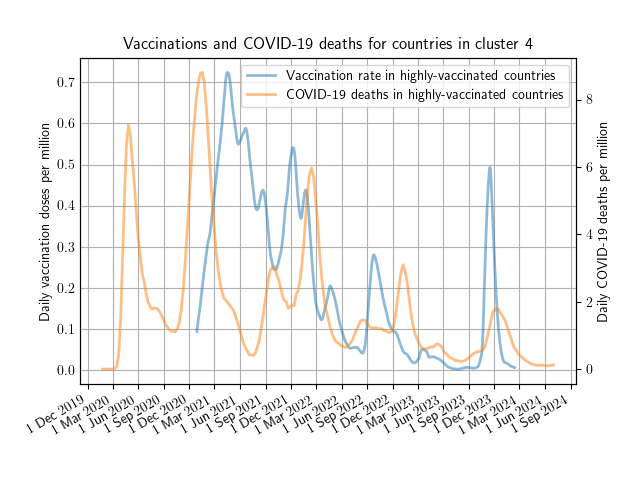 Vaccinations and COVID-19 deaths for countries in cluster 4
Vaccination rate in highly-vaccinated countries
COVID-19 deaths in highly-vaccinated countries
Daily vaccination doses per million
0.7
0.6
0.5
0.4
0.3
0.2
0.1
0.0
8
6
4
2
0
Daily COVID-19 deaths per million
1 Dec 2019
1 Mar 2020
1 Jun 2020
1 Sep 2020
1 Dec 2020
1 Mar 2021
1 Jun 2021
1 Sep 2021
1 Dec 2021
1 Mar 2022
1 Jun 2022
1 Sep 2022
1 Dec 2022
1 Mar 2023
1 Jun 2023
1 Sep 2023
1 Dec 2023
1 Mar 2024
1 Jun 2024
1 Sep 2024